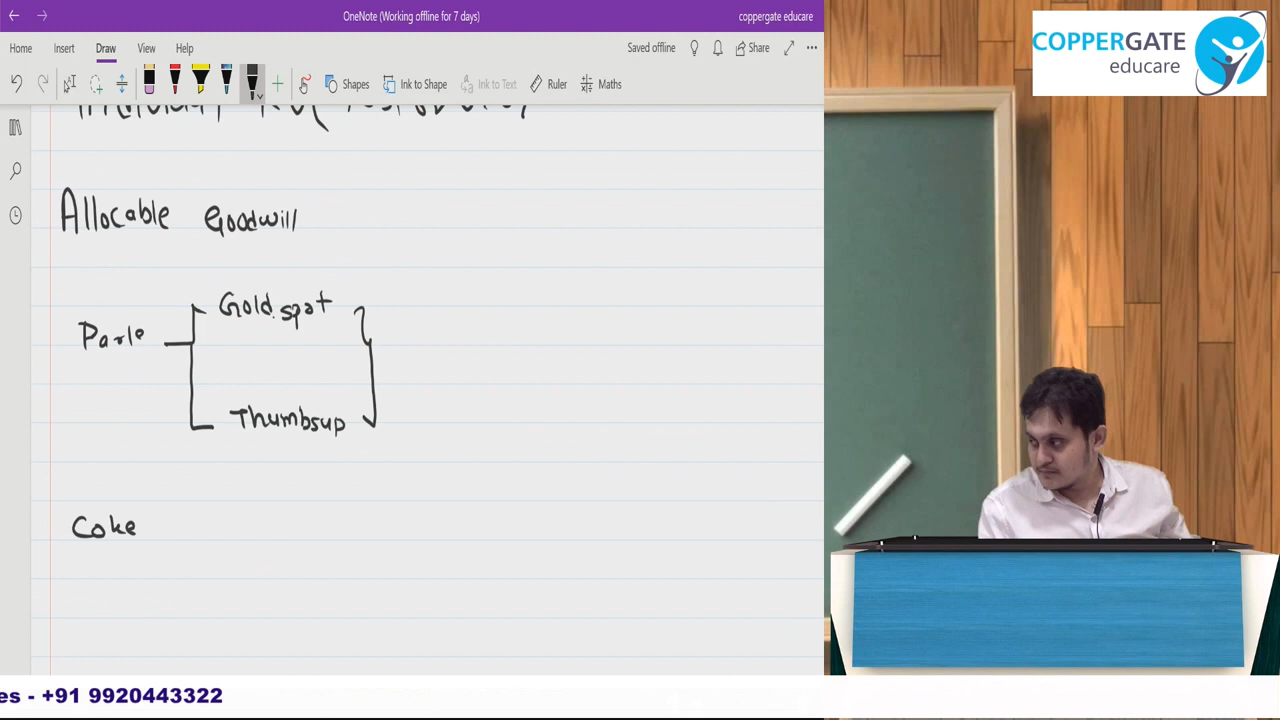 OneNote (Working offline for 7 days)
coppergate educare
Home Insert Draw View Help
Saved offline
Share
Shapes Ink to Shape Ink to Text Ruler Maths
Allocable Goodwill
Gold.spot
Parle
Thumbsup
Coke
COPPERGATE
educare
es - +91 9920443322